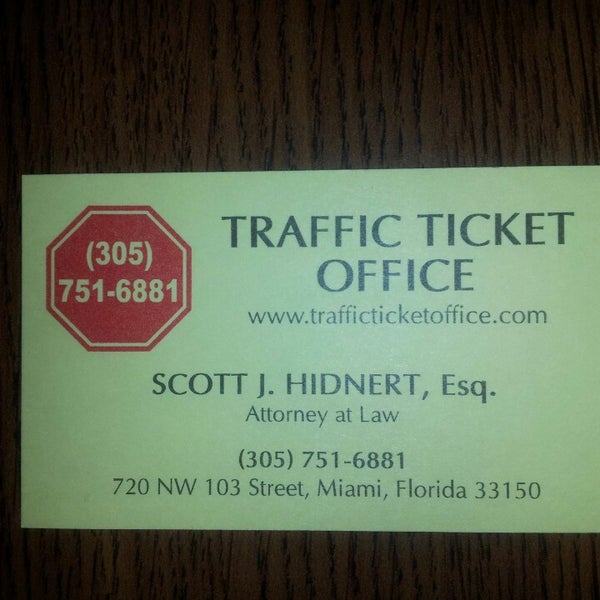 (305)
751-6881
TRAFFIC TICKET
OFFICE
www.trafficticketoffice.com
SCOTT J. HIDNERT, Esq.
Attorney at Law
(305) 751-6881
720 NW 103 Street, Miami, Florida 33150